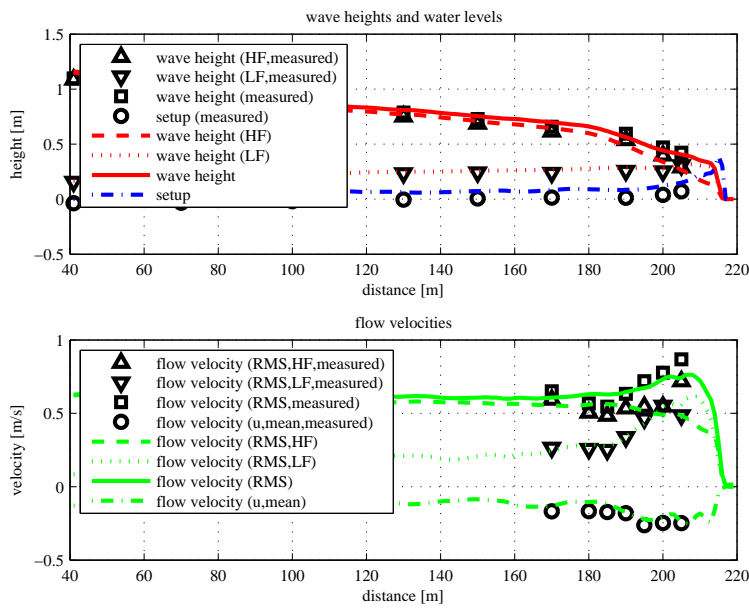 wave heights and water levels
1.5
1
0.5
0
−0.5
height [m]
wave height (HF,measured)
wave height (LF,measured)
wave height (measured)
setup (measured)
wave height (HF)
wave height (LF)
wave height
setup
40 60 80 100 120 140 160 180 200 220
distance [m]
flow velocities
1
0.5
0
−0.5
velocity [m/s]
flow velocity (RMS,HF,measured)
flow velocity (RMS,LF,measured)
flow velocity (RMS,measured)
flow velocity (u,mean,measured)
flow velocity (RMS,HF)
flow velocity (RMS,LF)
flow velocity (RMS)
flow velocity (u,mean)
40 60 80 100 120 140 160 180 200 220
distance [m]